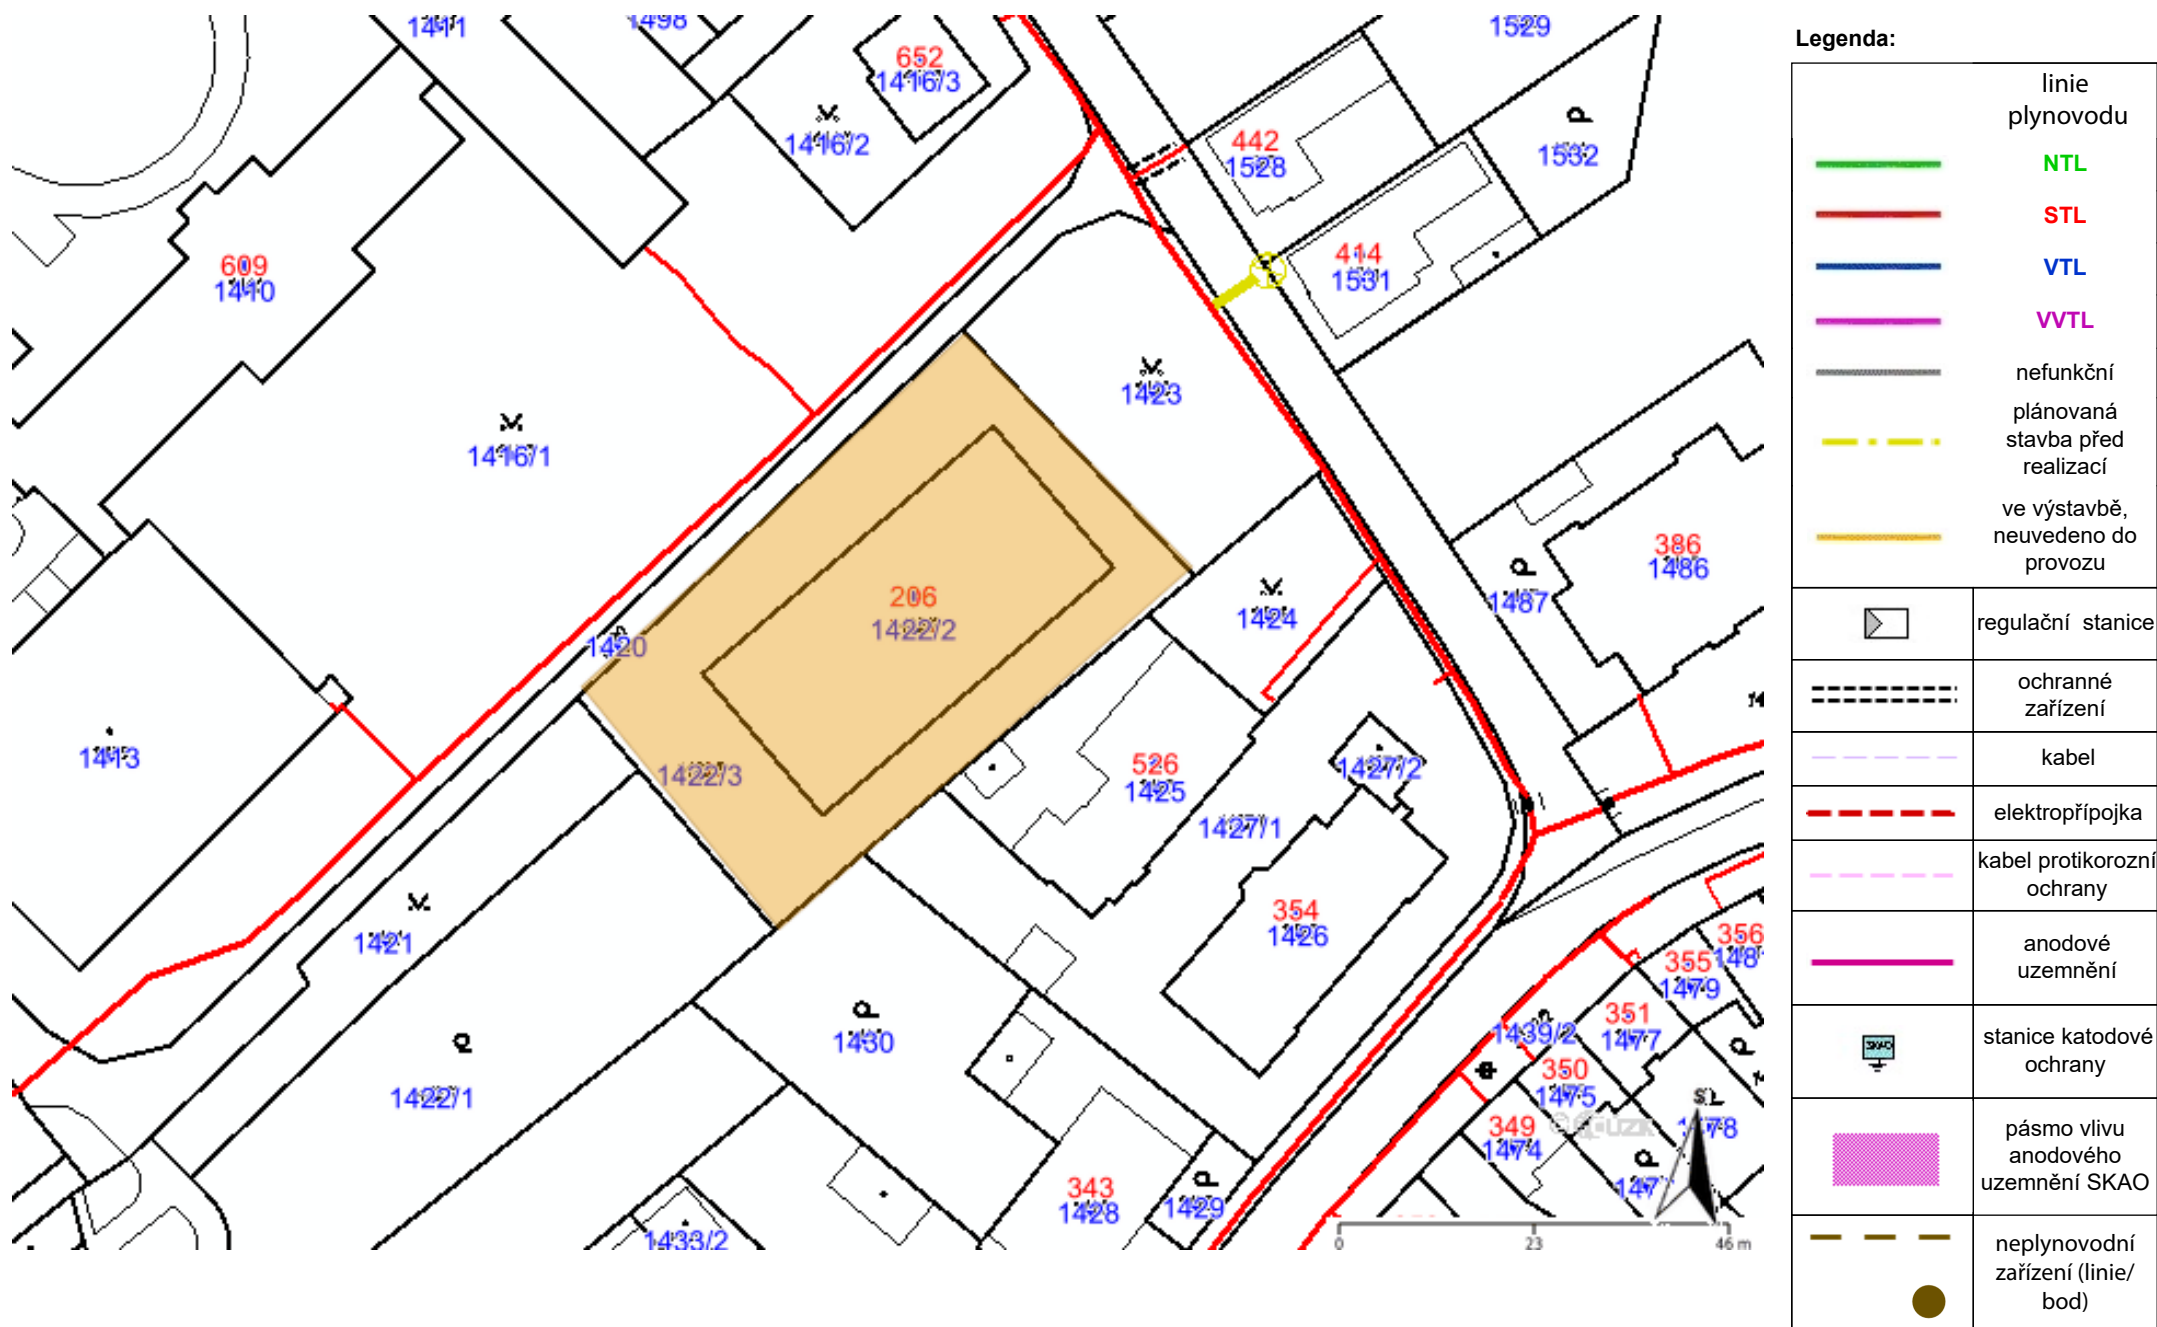 1411
1498
652
1416/3
1416/2
1529
442
1528
1532
609
1410
414
1531
1423
1416/1
386
1486
206
1422/2
1424
1487
1420
1413
1422/3
526
1425
1427/2
1427/1
354
1426
1421
356
148
355
1479
351
1477
1439/2
350
1475
1430
1422/1
349
1474
1478
147
343
1428
1429
1433/2
S
0 23 46 m
Legenda:
linie
plynovodu
NTL
STL
VTL
VVTL
nefunkční
plánovaná
stavba před
realizací
ve výstavbě,
neuvedeno do
provozu
regulační stanice
ochranné
zařízení
kabel
elektropřípojka
kabel protikorozní
ochrany
anodové
uzemnění
SKAO
stanice katodové
ochrany
pásmo vlivu
anodového
uzemnění SKAO
neplynovodní
zařízení (linie/
bod)